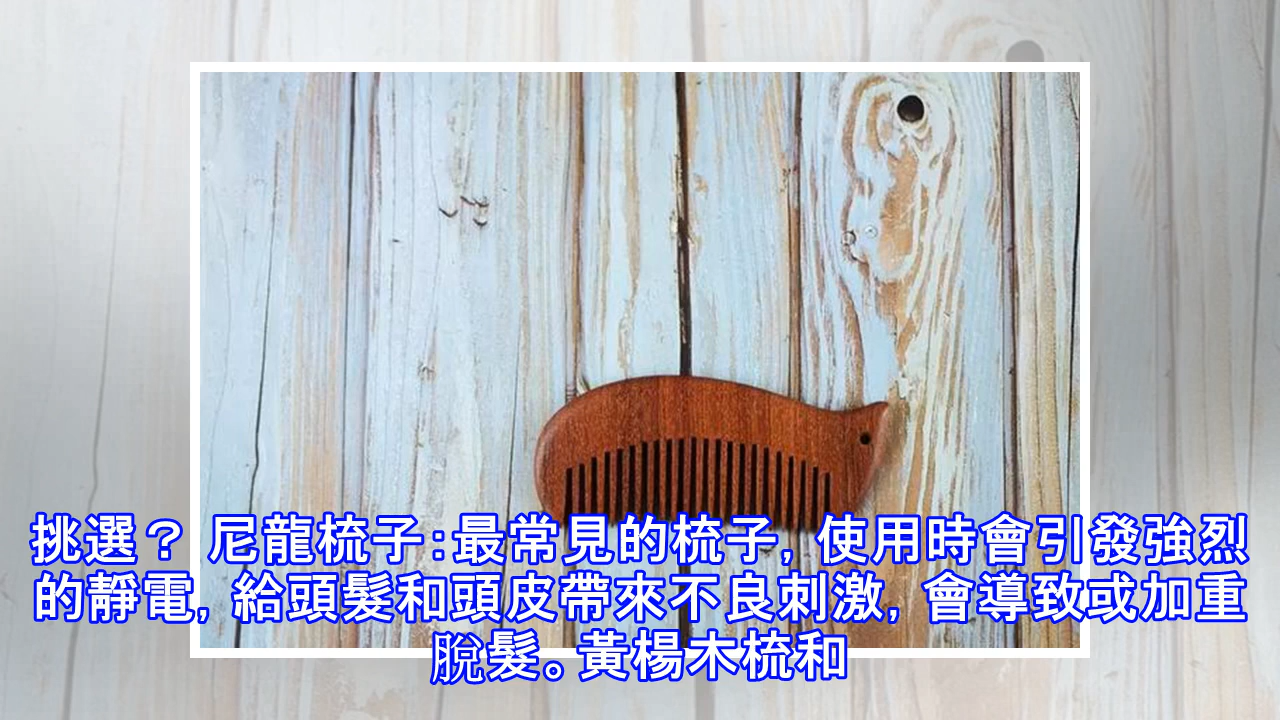 挑選？ 尼龍梳子:最常見的梳子, 使用時會引發強烈
的靜電, 給頭髮和頭皮帶來不良刺激, 會導致或加重
脫髮。黃楊木梳和